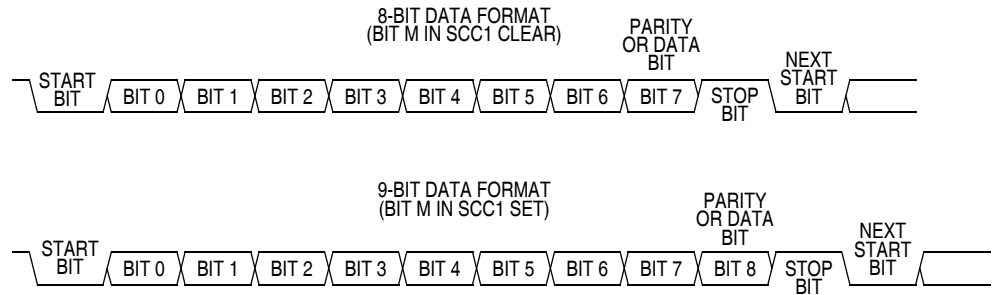 8-BIT DATA FORMAT
(BIT M IN SCC1 CLEAR)
PARITY
OR DATA
BIT
NEXT
START
BIT
START
BIT
BIT 0
BIT 1
BIT 2
BIT 3
BIT 4
BIT 5
BIT 6
BIT 7
STOP
BIT
9-BIT DATA FORMAT
(BIT M IN SCC1 SET)
PARITY
OR DATA
BIT
NEXT
START
BIT
START
BIT
BIT 0
BIT 1
BIT 2
BIT 3
BIT 4
BIT 5
BIT 6
BIT 7
BIT 8
STOP
BIT